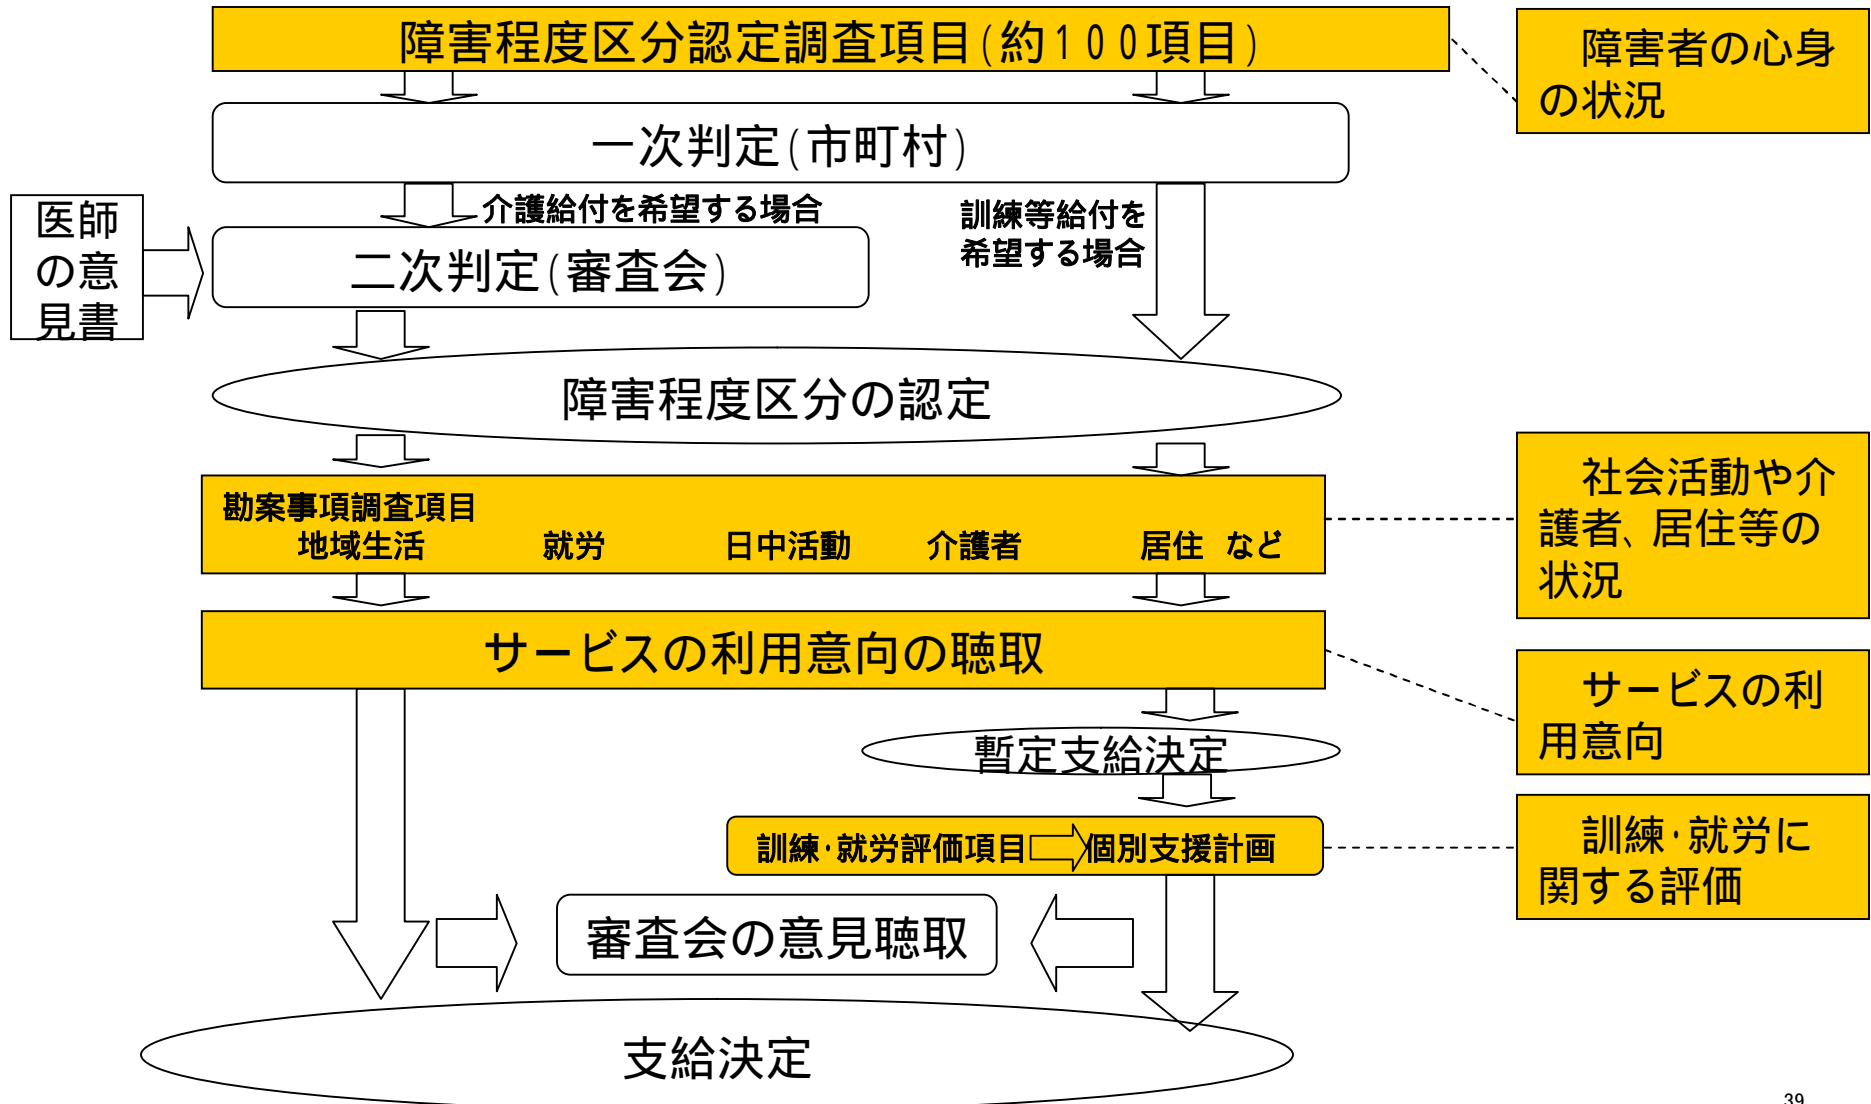 障害程度区分認定調査項目(約100項目)
障害者の心身
の状況
一次判定(市町村)
介護給付を希望する場合
訓練等給付を
希望する場合
医師
の意
見書
二次判定(審査会)
障害程度区分の認定
勘案事項調査項目
地域生活 就労 日中活動 介護者 居住 など
社会活動や介
護者、居住等の
状況
サービスの利用意向の聴取
サービスの利
用意向
暫定支給決定
訓練・就労評価項目 個別支援計画
訓練・就労に
関する評価
審査会の意見聴取
支給決定
39